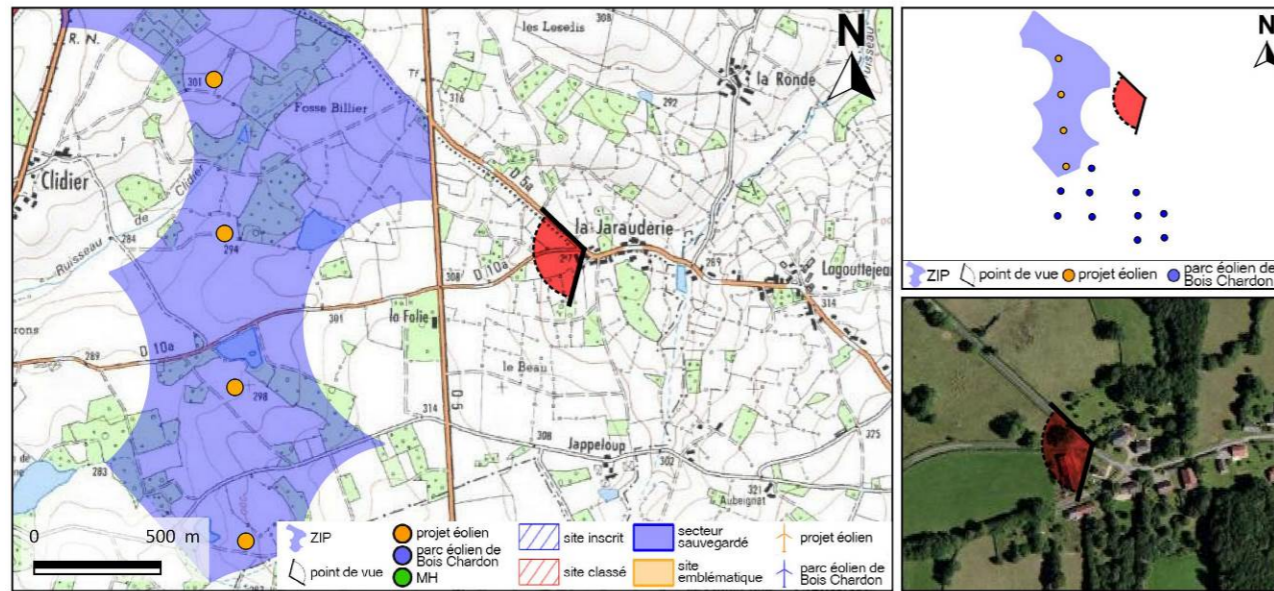 R. N.
301
Fosse Billier
Clidier
Ruisseau de Clidier
284
294
les Loselis
308
316
la Ronde
292
N
D 5a
la Jarauderie
269
Lagouttejean
314
D 10a
308
301
la Folie
289
D 10a
le Beau
298
D 5
314
308
Jappeloup
302
325
321
Aubeignat
283
0 500 m
ZIP
point de vue
projet éolien
parc éolien de
Bois Chardon
MH
site inscrit
site classé
secteur
sauvegardé
site
emblématique
projet éolien
parc éolien de
Bois Chardon
N
ZIP
point de vue
projet éolien
parc éolien de
Bois Chardon